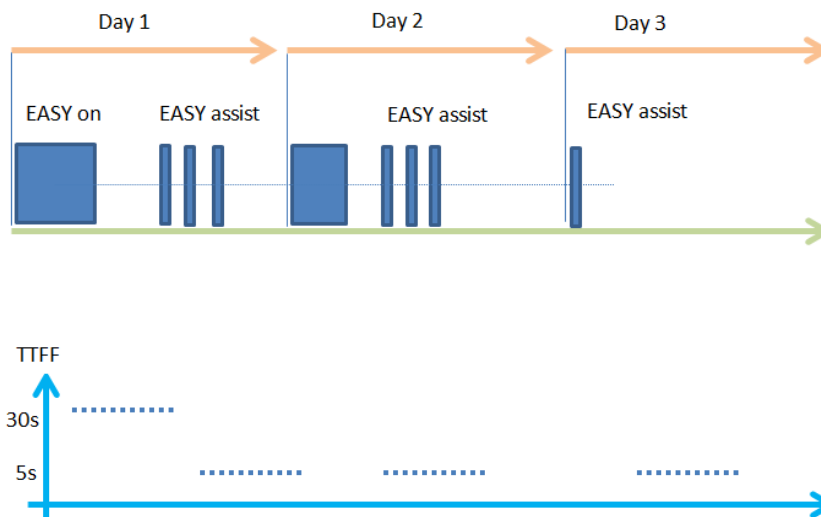 Day 1
Day 2
Day 3
EASY on
EASY assist
EASY assist
EASY assist
TTFF
30s
5s